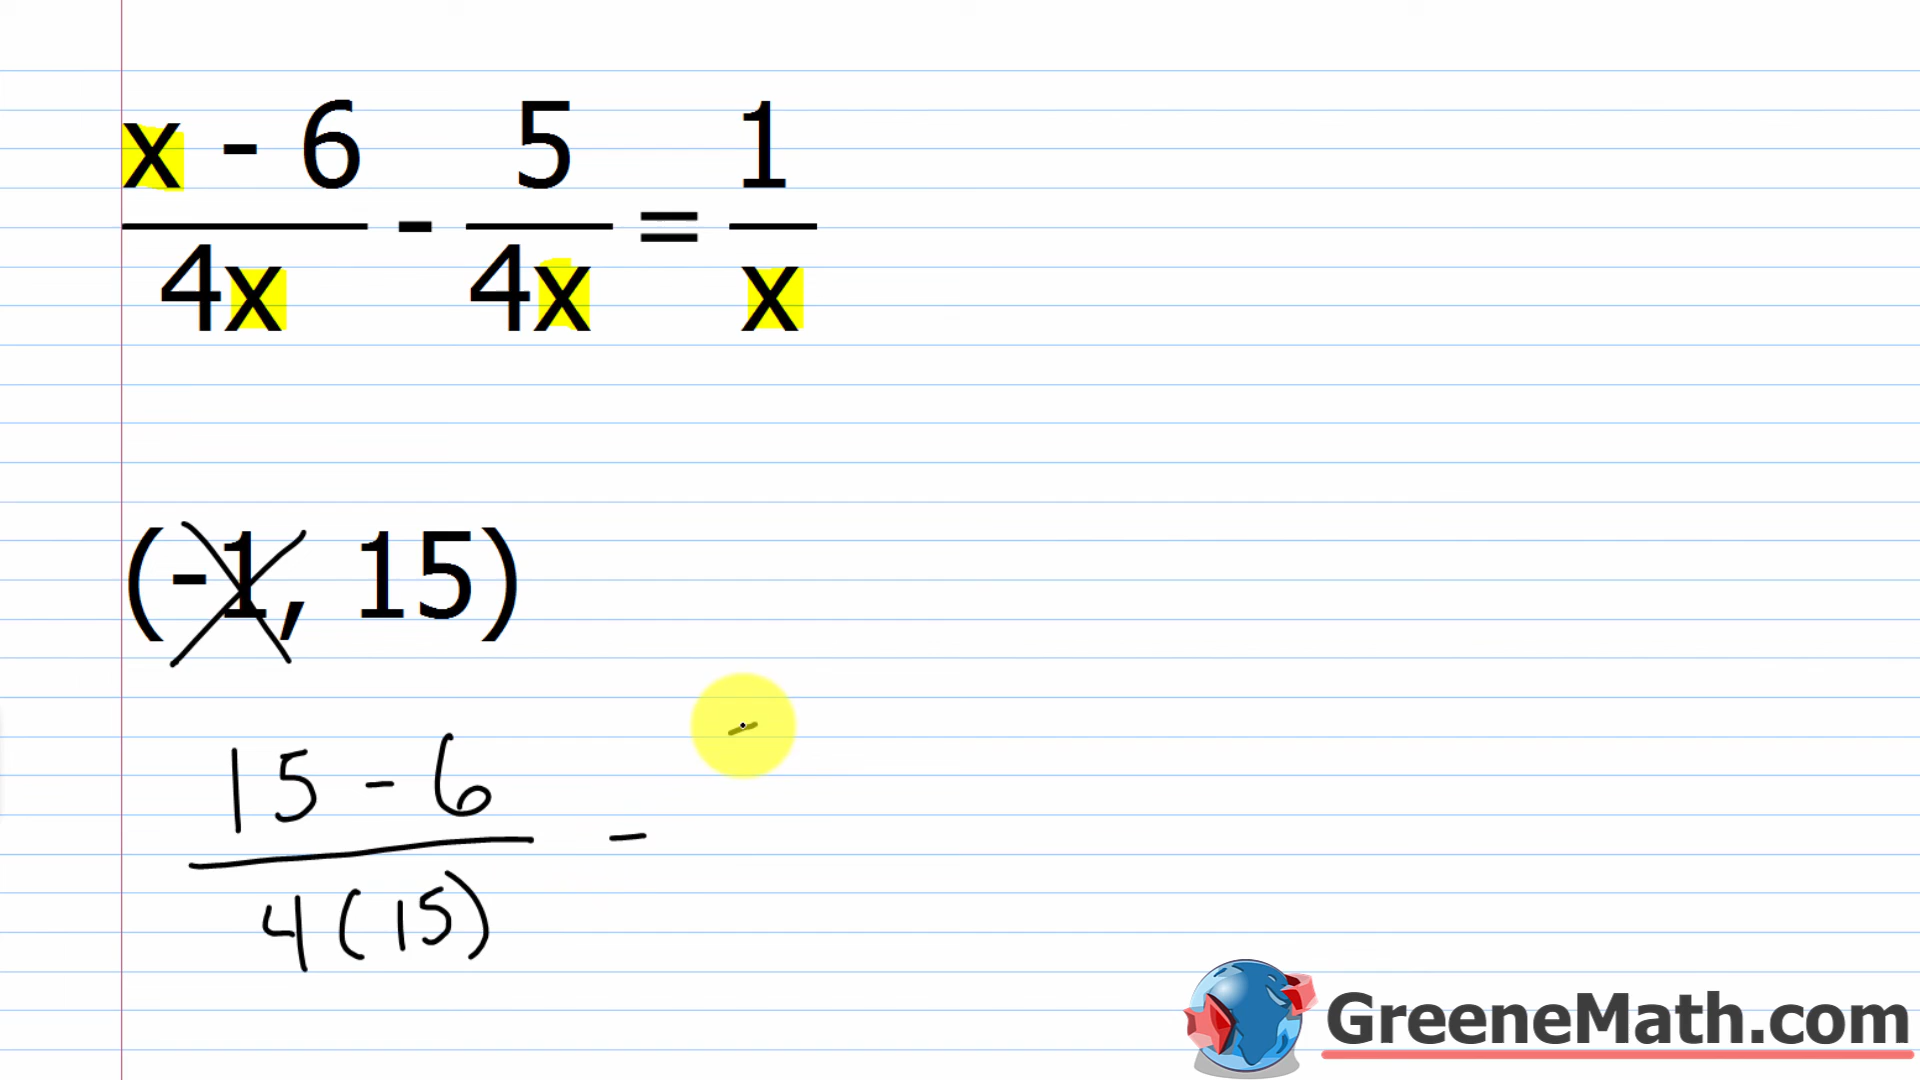 x - 6 5 1
- =
4x 4x x
(-1, 15)
15 - 6
-
4(15)
GreeneMath.com